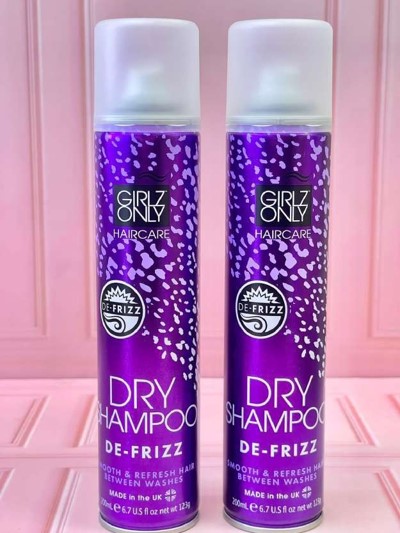 GIRLZ
ONLY
HAIRCARE
DE-FRIZZ
DRY
SHAMPOO
DE-FRIZZ
SMOOTH & REFRESH HAIR
BETWEEN WASHES
MADE in the UK
200mL ℮ 6.7 U.S fl oz net wt 123g
GIRLZ
ONLY
HAIRCARE
DE-FRIZZ
DRY
SHAMPOO
DE-FRIZZ
SMOOTH & REFRESH HAIR
BETWEEN WASHES
MADE in the UK
200mL ℮ 6.7 U.S fl oz net wt 123g